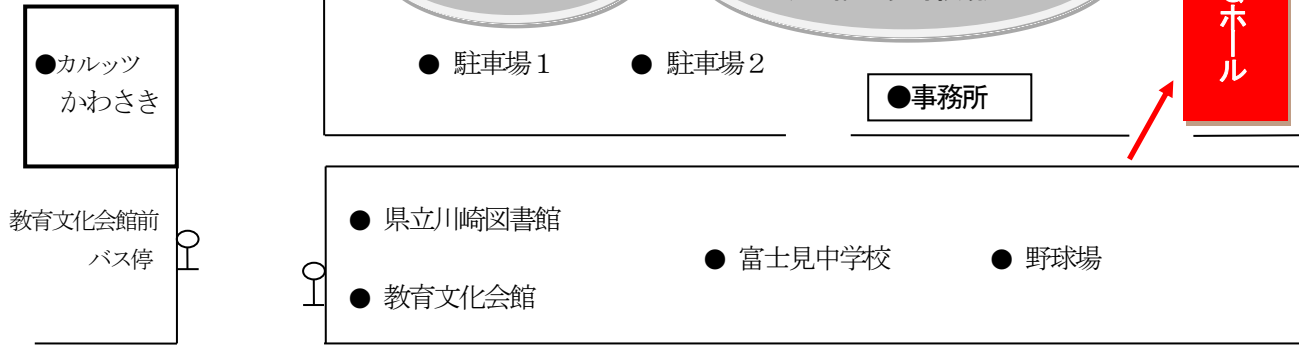 ●カルッツ
かわさき
● 駐車場1
● 駐車場2
●事務所
ホール
教育文化会館前
バス停
● 県立川崎図書館
● 教育文化会館
● 富士見中学校
● 野球場